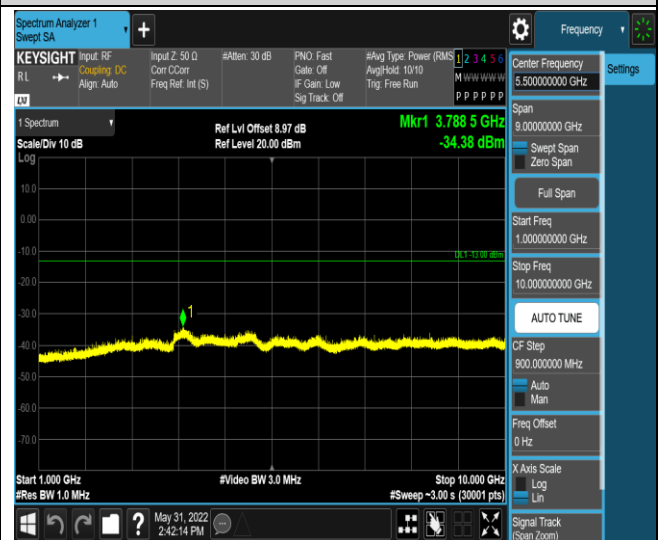 Spectrum Analyzer 1
Swept SA
+
Frequency
KEYSIGHT
RL
LXI
Input: RF
Coupling: DC
Align: Auto
Input Z: 50 Ω
Corr CCorr
Freq Ref: Int (S)
#Atten: 30 dB
PNO: Fast
Gate: Off
IF Gain: Low
Sig Track: Off
#Avg Type: Power (RMS
Avg|Hold: 10/10
Trig: Free Run
1 2 3 4 5 6
M W W W W W
P P P P P P
Center Frequency
5.500000000 GHz
Settings
Span
9.00000000 GHz
Swept Span
Zero Span
Full Span
Start Freq
1.000000000 GHz
Stop Freq
10.000000000 GHz
AUTO TUNE
CF Step
900.000000 MHz
Auto
Man
Freq Offset
0 Hz
X Axis Scale
Log
Lin
Signal Track
(Span Zoom)
1 Spectrum
Scale/Div 10 dB
Log
Ref Lvl Offset 8.97 dB
Ref Level 20.00 dBm
Mkr1 3.788 5 GHz
-34.38 dBm
10.0
0.00
-10.0
DL1 -13.00 dBm
-20.0
-30.0
1
-40.0
-50.0
-60.0
-70.0
Start 1.000 GHz
#Res BW 1.0 MHz
#Video BW 3.0 MHz
Stop 10.000 GHz
#Sweep ~3.00 s (30001 pts)
?
May 31, 2022
2:42:14 PM